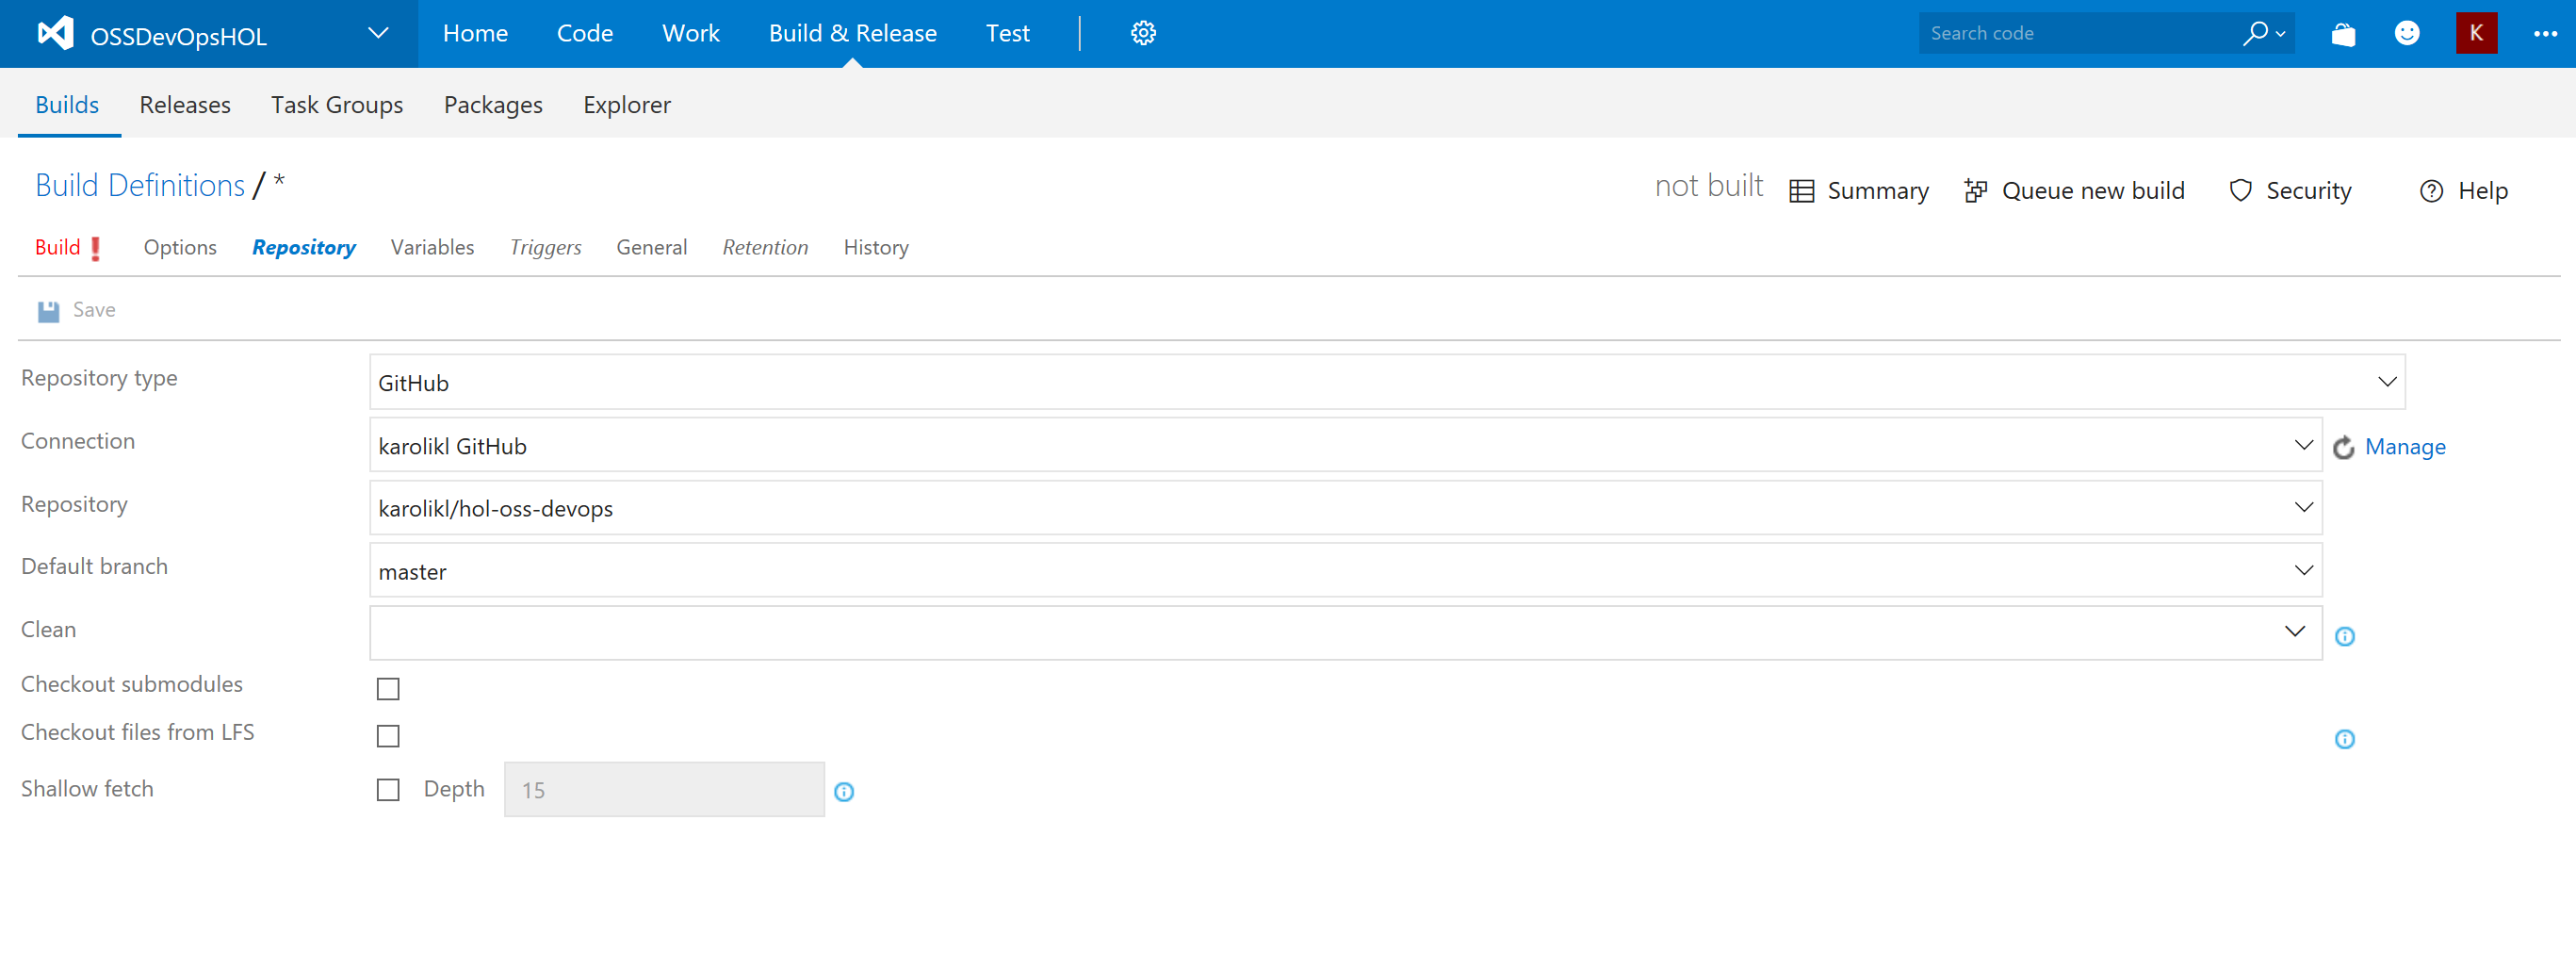 OSSDevOpsHOL Home Code Work Build & Release Test Search code K
Builds Releases Task Groups Packages Explorer
Build Definitions / * not built Summary Queue new build Security Help
Build Options Repository Variables Triggers General Retention History
Save
Repository type GitHub
Connection karolikl GitHub Manage
Repository karolikl/hol-oss-devops
Default branch master
Clean
Checkout submodules
Checkout files from LFS
Shallow fetch Depth 15